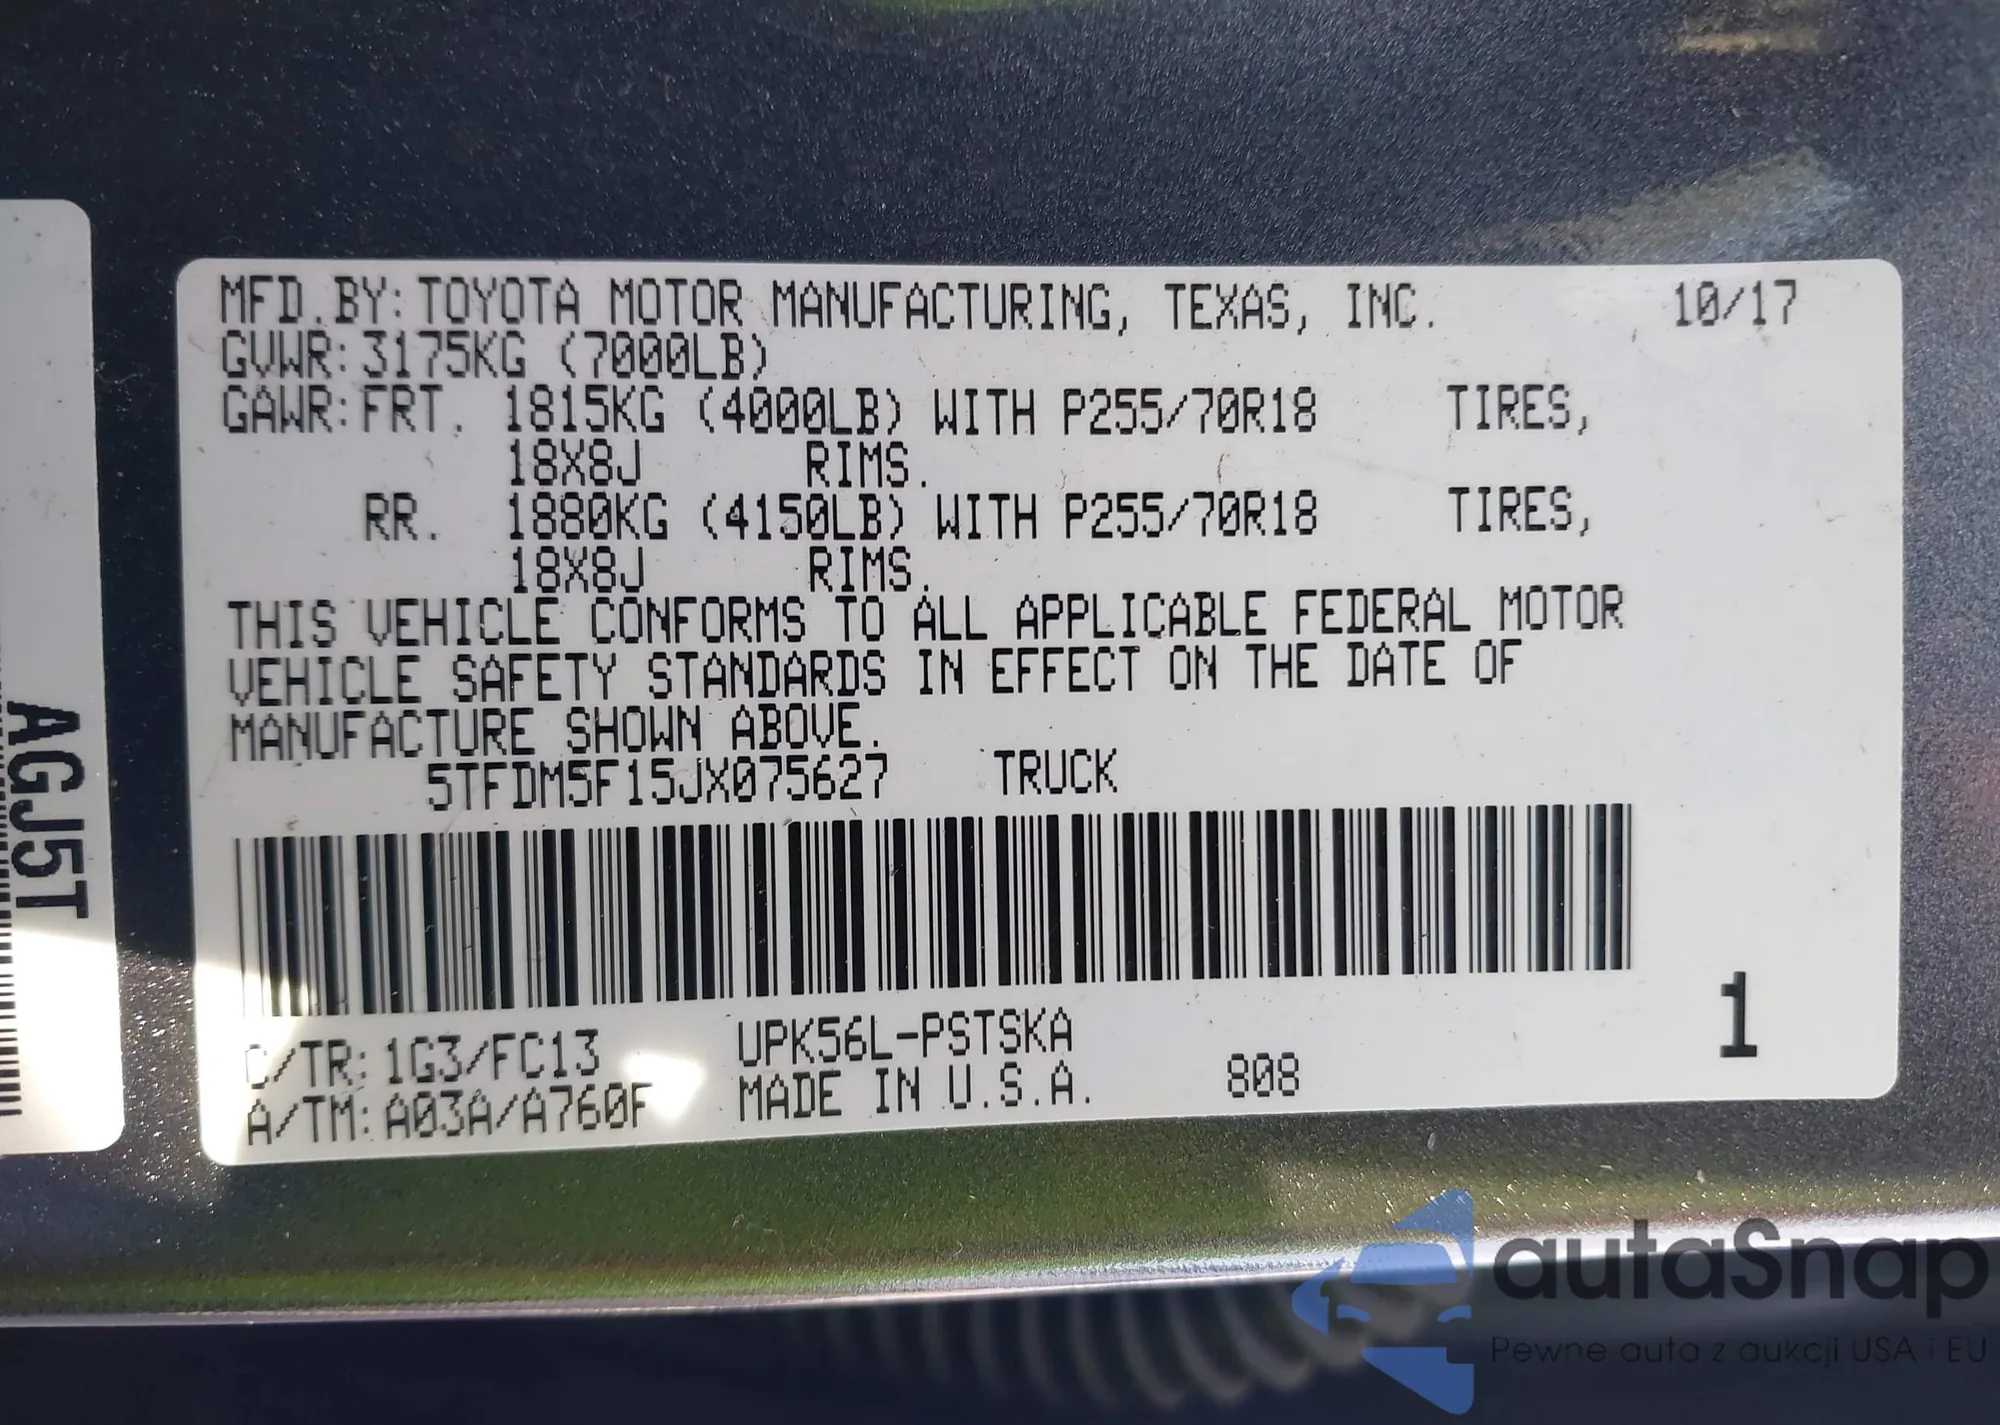 MFD.BY:TOYOTA MOTOR MANUFACTURING, TEXAS, INC. 10/17
GVWR:3175KG (7000LB)
GAWR:FRT. 1815KG (4000LB) WITH P255/70R18 TIRES,
18X8J RIMS.
RR. 1880KG (4150LB) WITH P255/70R18 TIRES,
18X8J RIMS.
THIS VEHICLE CONFORMS TO ALL APPLICABLE FEDERAL MOTOR
VEHICLE SAFETY STANDARDS IN EFFECT ON THE DATE OF
MANUFACTURE SHOWN ABOVE.
5TFDM5F15JX075627 TRUCK
C/TR:1G3/FC13 UPK56L-PSTSKA
A/TM:A03A/A760F MADE IN U.S.A. 808
1
AGJ5T
autaSnap
Pewne auta z aukcji USA i EU